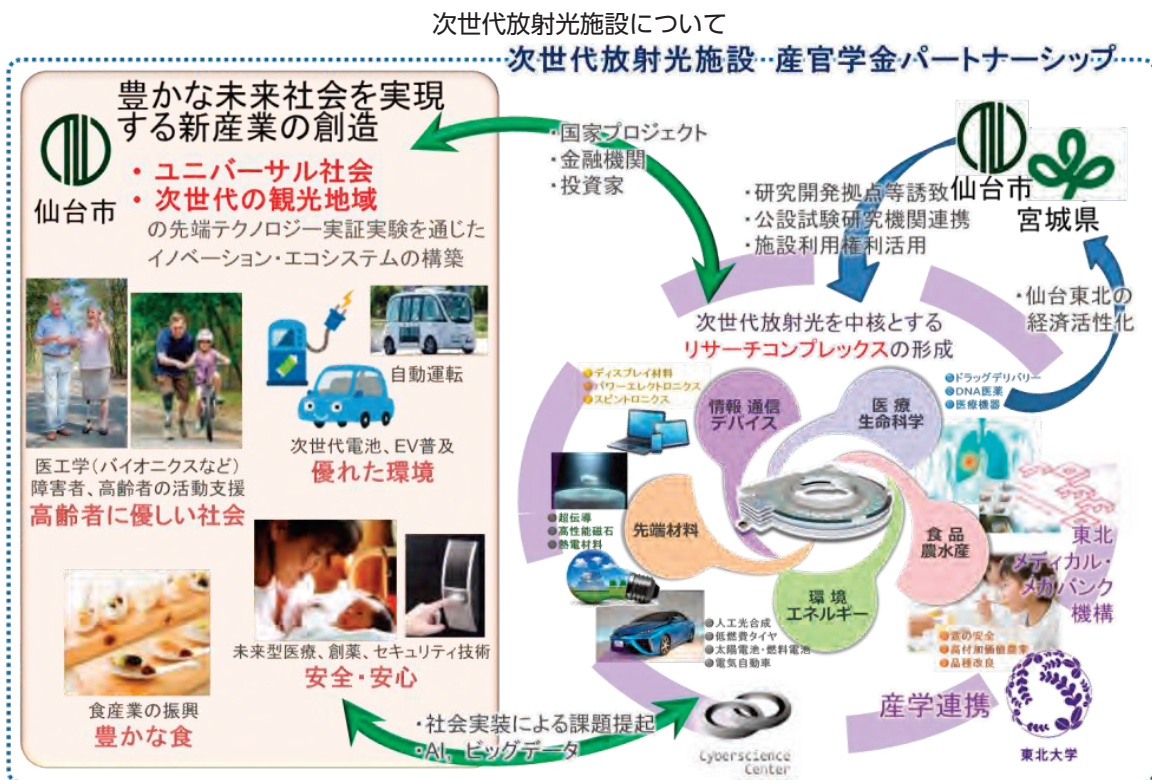 次世代放射光施設について
次世代放射光施設 産官学金パートナーシップ
豊かな未来社会を実現
する新産業の創造
仙台市
・ユニバーサル社会
・次世代の観光地域
の先端テクノロジー実証実験を通じた
イノベーション・エコシステムの構築
自動運転
医工学(バイオニクスなど)
障害者、高齢者の活動支援
高齢者に優しい社会
次世代電池、EV普及
優れた環境
食産業の振興
豊かな食
未来型医療、創薬、セキュリティ技術
安全・安心
・国家プロジェクト
・金融機関
・投資家
・研究開発拠点等誘致
・公設試験研究機関連携
・施設利用権利活用
仙台市
宮城県
・仙台東北の
経済活性化
次世代放射光を中核とする
リサーチコンプレックスの形成
●ディスプレイ材料
●パワーエレクトロニクス
●スピントロニクス
情報 通信
デバイス
医療
生命科学
●ドラッグデリバリー
●DNA医薬
●医療機器
●超伝導
●高性能磁石
●熱電材料
先端材料
食品
農水産
東北
メディカル・
メガバンク
機構
環境
エネルギー
●人工光合成
●低燃費タイヤ
●太陽電池・燃料電池
●電気自動車
●食の安全
●高付加価値農業
●品種改良
産学連携
東北大学
・社会実装による課題提起
・AI, ビッグデータ
Cyberscience
Center